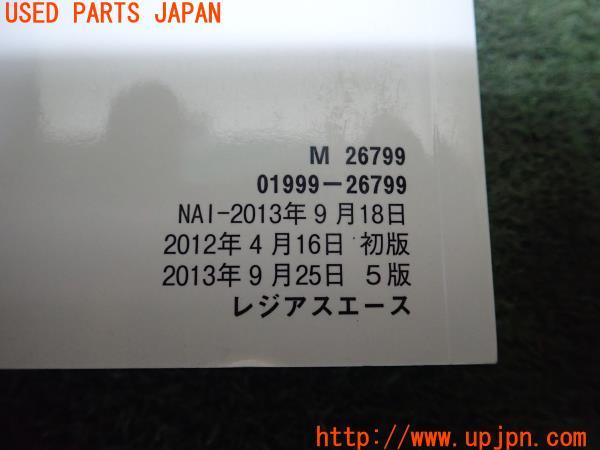 USED PARTS JAPAN
M 26799
01999-26799
NAI-2013年9月18日
2012年4月16日 初版
2013年9月25日 5版
レジアスエース
http://www.upjpn.com/